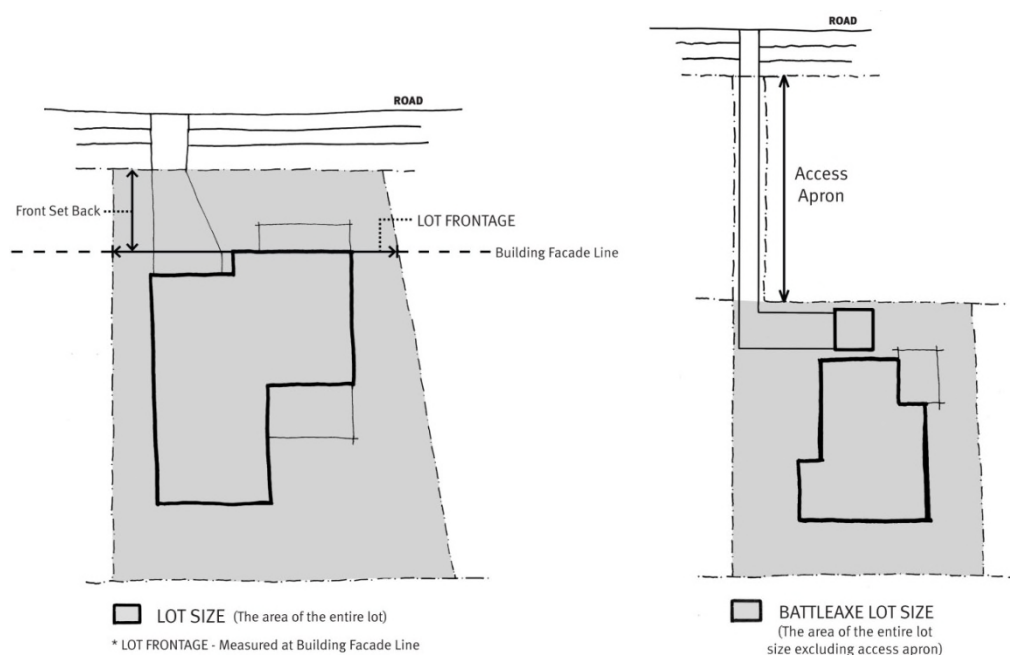 ROAD
Front Set Back
LOT FRONTAGE
Building Facade Line
LOT SIZE (The area of the entire lot)
* LOT FRONTAGE - Measured at Building Facade Line
ROAD
Access
Apron
BATTLEAXE LOT SIZE
(The area of the entire lot
size excluding access apron)